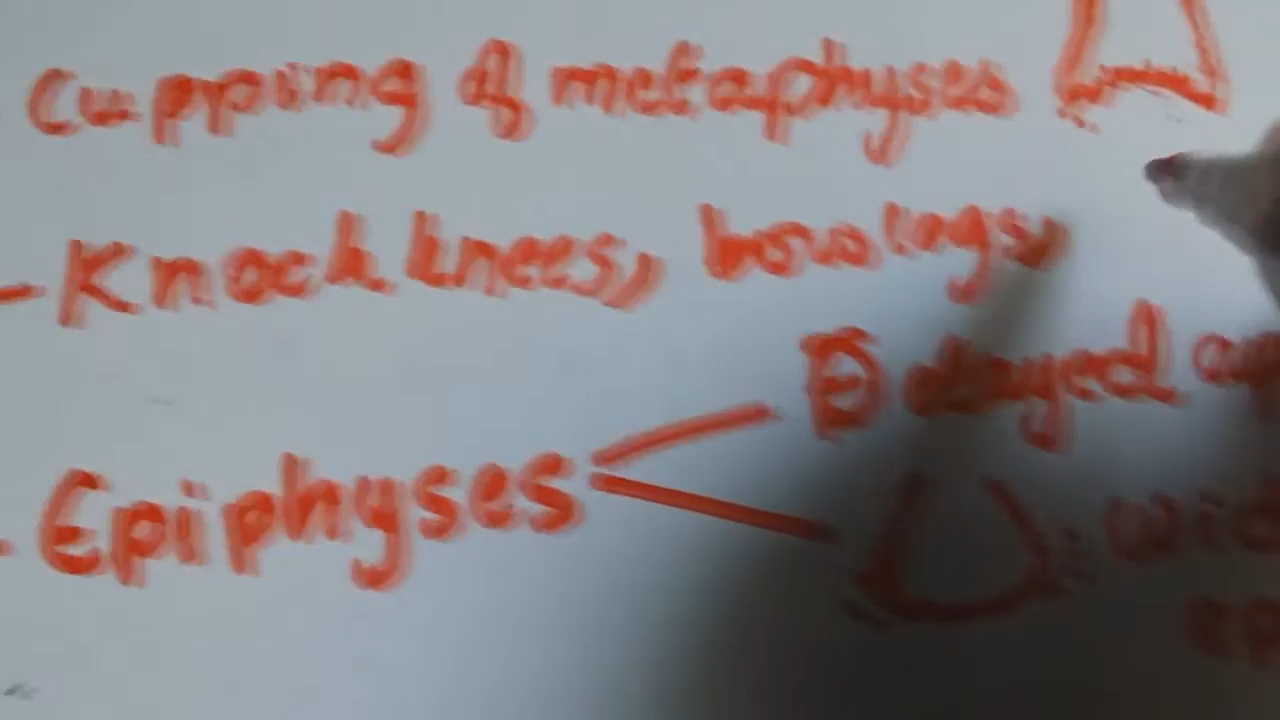 Cupping of metaphyses
- Knock knees, bow legs,
Delayed
- Epiphyses